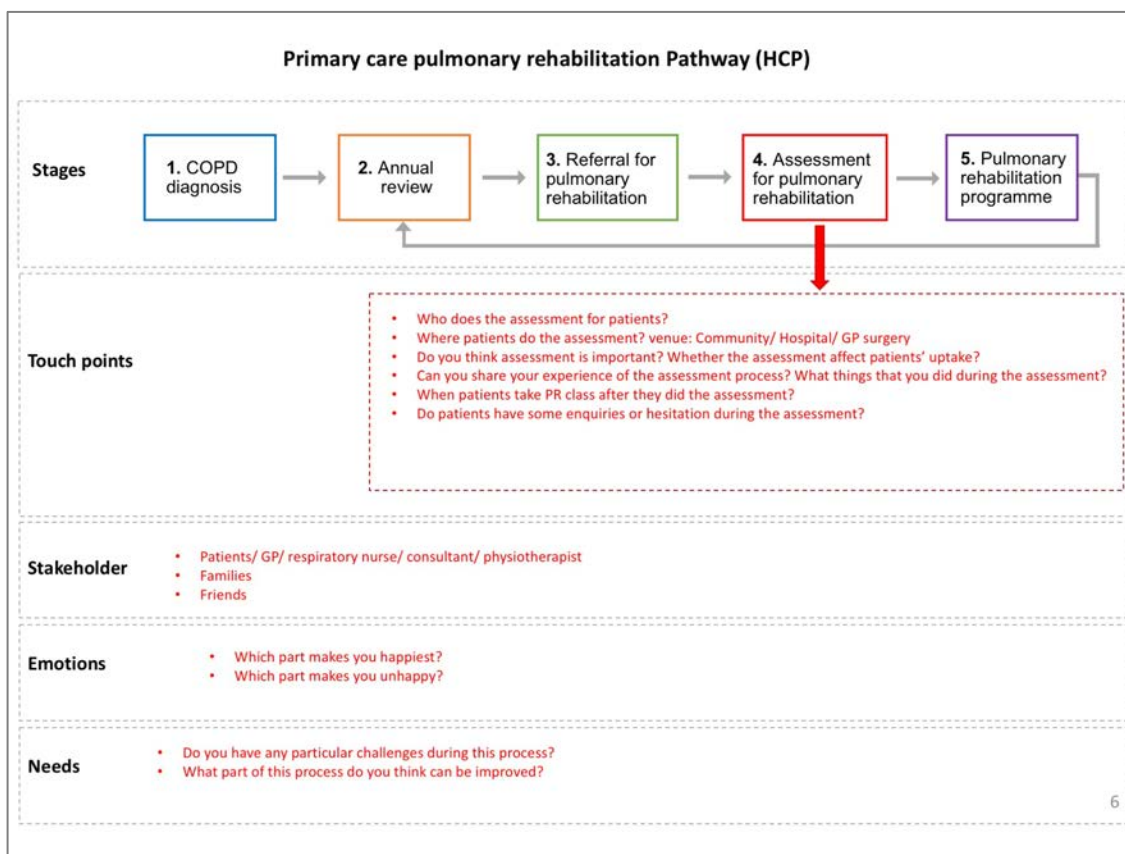 Primary care pulmonary rehabilitation Pathway (HCP)
Stages
1. COPD
diagnosis
2. Annual
review
3. Referral for
pulmonary
rehabilitation
4. Assessment
for pulmonary
rehabilitation
5. Pulmonary
rehabilitation
programme
Touch points
• Who does the assessment for patients?
• Where patients do the assessment? venue: Community/ Hospital/ GP surgery
• Do you think assessment is important? Whether the assessment affect patients' uptake?
• Can you share your experience of the assessment process? What things that you did during the assessment?
• When patients take PR class after they did the assessment?
• Do patients have some enquiries or hesitation during the assessment?
Stakeholder
• Patients/ GP/ respiratory nurse/ consultant/ physiotherapist
• Families
• Friends
Emotions
• Which part makes you happiest?
• Which part makes you unhappy?
Needs
• Do you have any particular challenges during this process?
• What part of this process do you think can be improved?
6